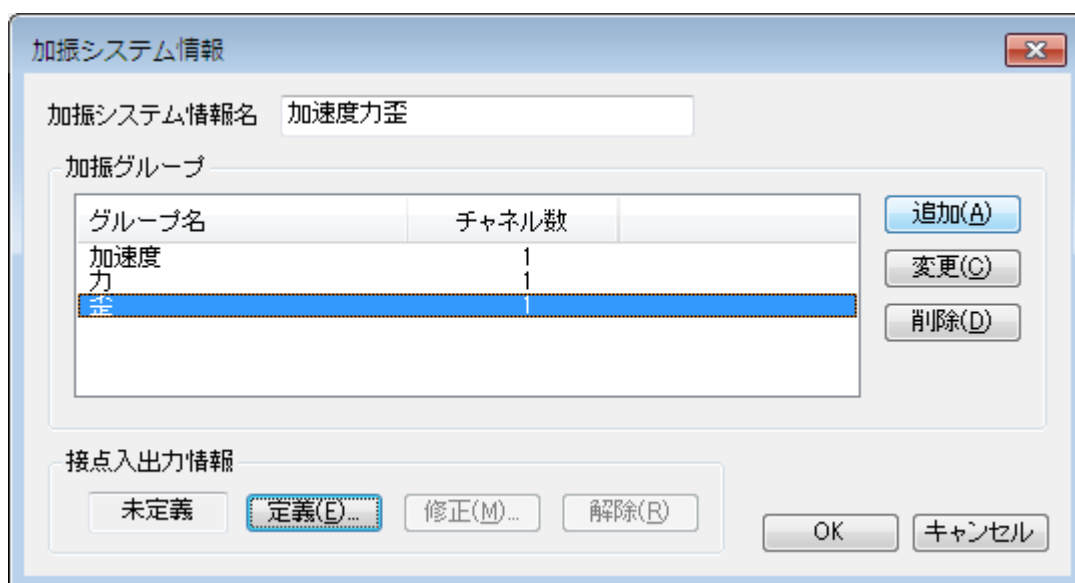 加振システム情報
加振システム情報名 加速度力歪
加振グループ
グループ名 チャネル数
加速度 1
力 1
歪 1
追加(A)
変更(C)
削除(D)
接点入出力情報
未定義 定義(E)... 修正(M)... 解除(R)
OK キャンセル